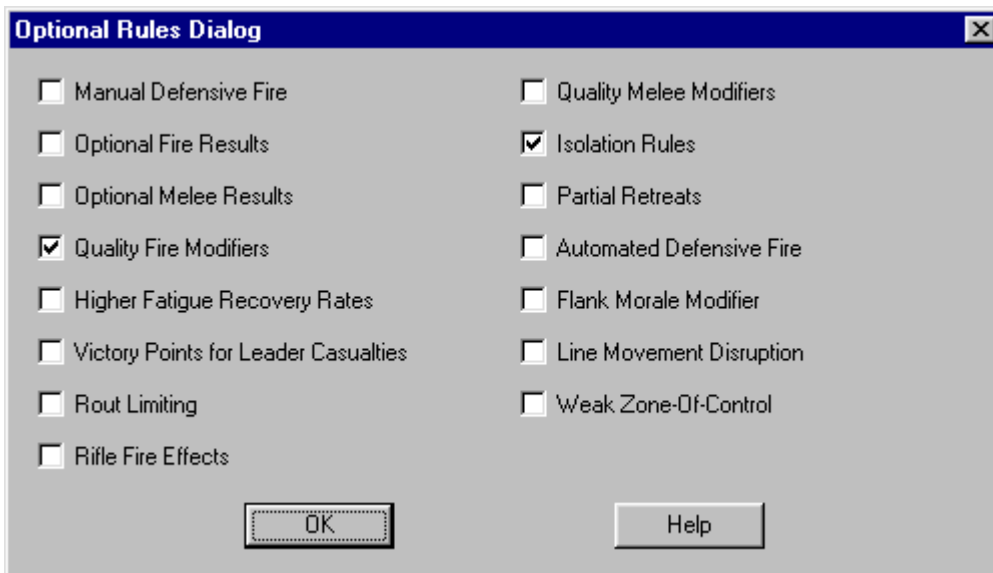 Optional Rules Dialog
Manual Defensive Fire
Optional Fire Results
Optional Melee Results
Quality Fire Modifiers
Higher Fatigue Recovery Rates
Victory Points for Leader Casualties
Rout Limiting
Rifle Fire Effects
Quality Melee Modifiers
Isolation Rules
Partial Retreats
Automated Defensive Fire
Flank Morale Modifier
Line Movement Disruption
Weak Zone-Of-Control
OK
Help